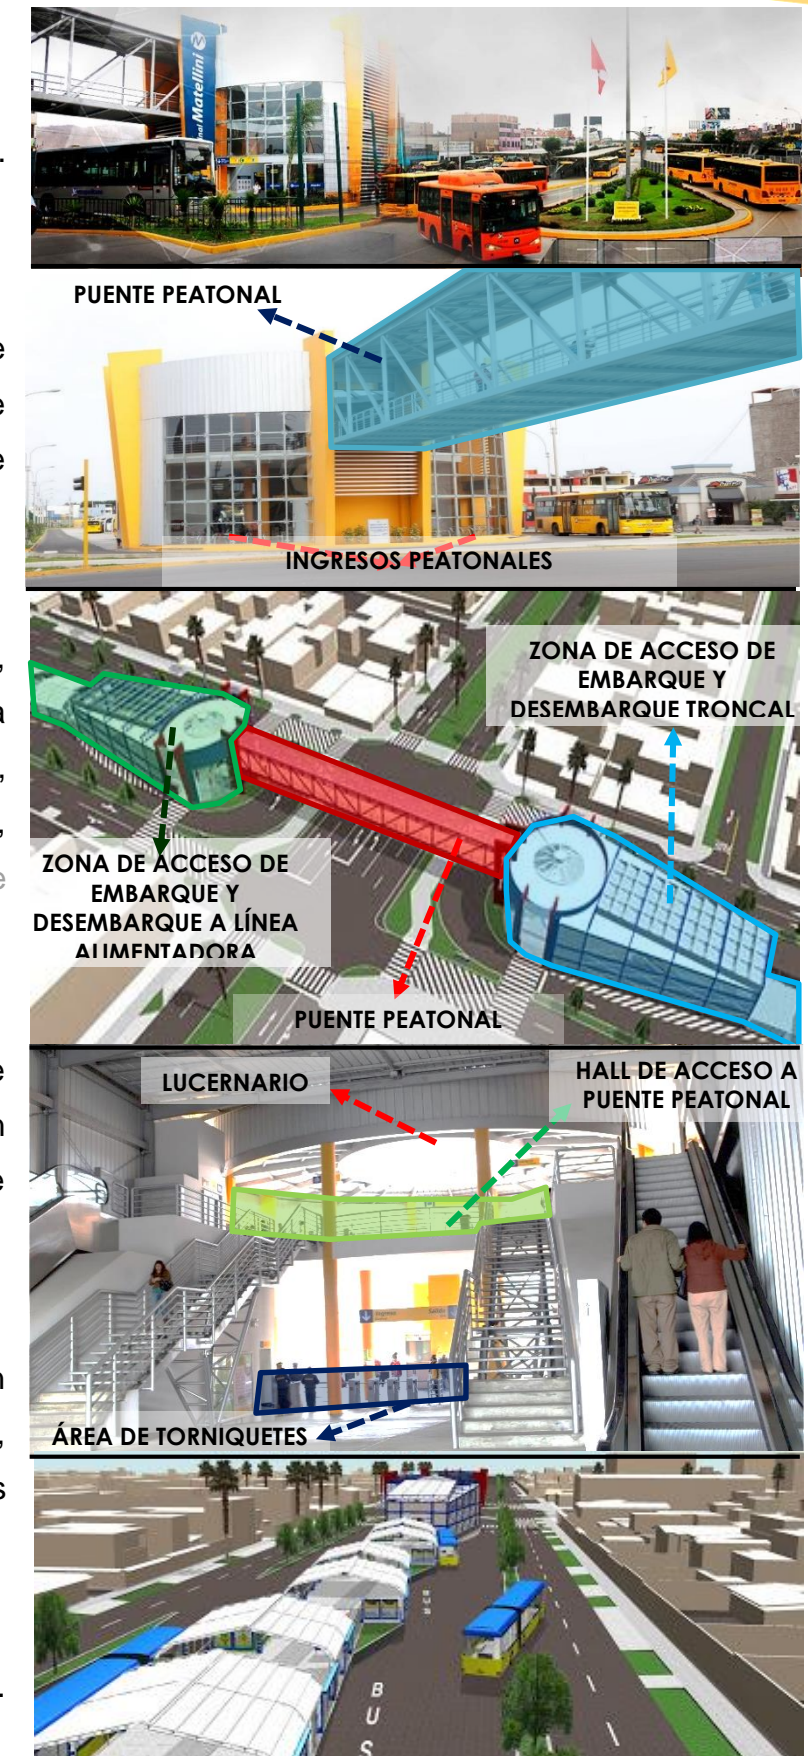 Matellini
PUENTE PEATONAL
INGRESOS PEATONALES
ZONA DE ACCESO DE
EMBARQUE Y
DESEMBARQUE TRONCAL
ZONA DE ACCESO DE
EMBARQUE Y
DESEMBARQUE A LÍNEA
ALIMENTADORA
PUENTE PEATONAL
LUCERNARIO
HALL DE ACCESO A
PUENTE PEATONAL
ÁREA DE TORNIQUETES
BUS